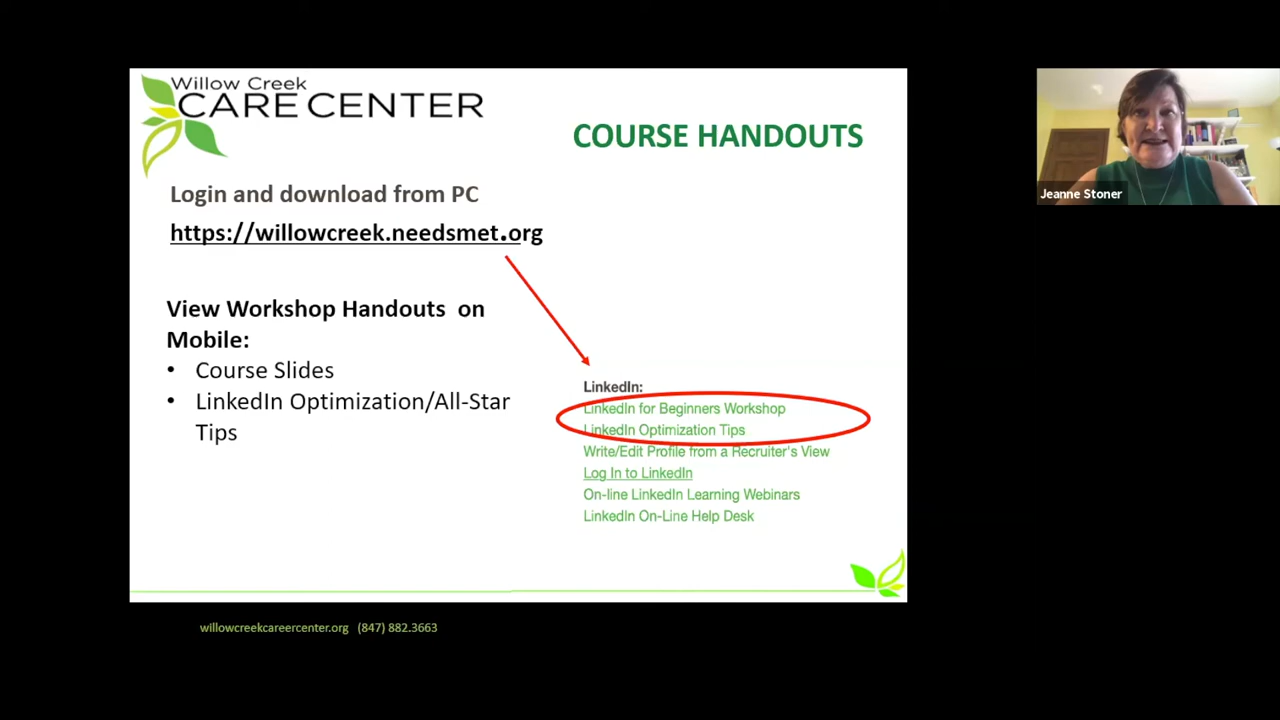 Willow Creek
CARE CENTER
COURSE HANDOUTS
Login and download from PC
https://willowcreek.needsmet.org
View Workshop Handouts on
Mobile:
• Course Slides
• LinkedIn Optimization/All-Star
Tips
LinkedIn:
LinkedIn for Beginners Workshop
LinkedIn Optimization Tips
Write/Edit Profile from a Recruiter's View
Log In to LinkedIn
On-line LinkedIn Learning Webinars
LinkedIn On-Line Help Desk
willowcreekcareercenter.org (847) 882.3663
Jeanne Stoner